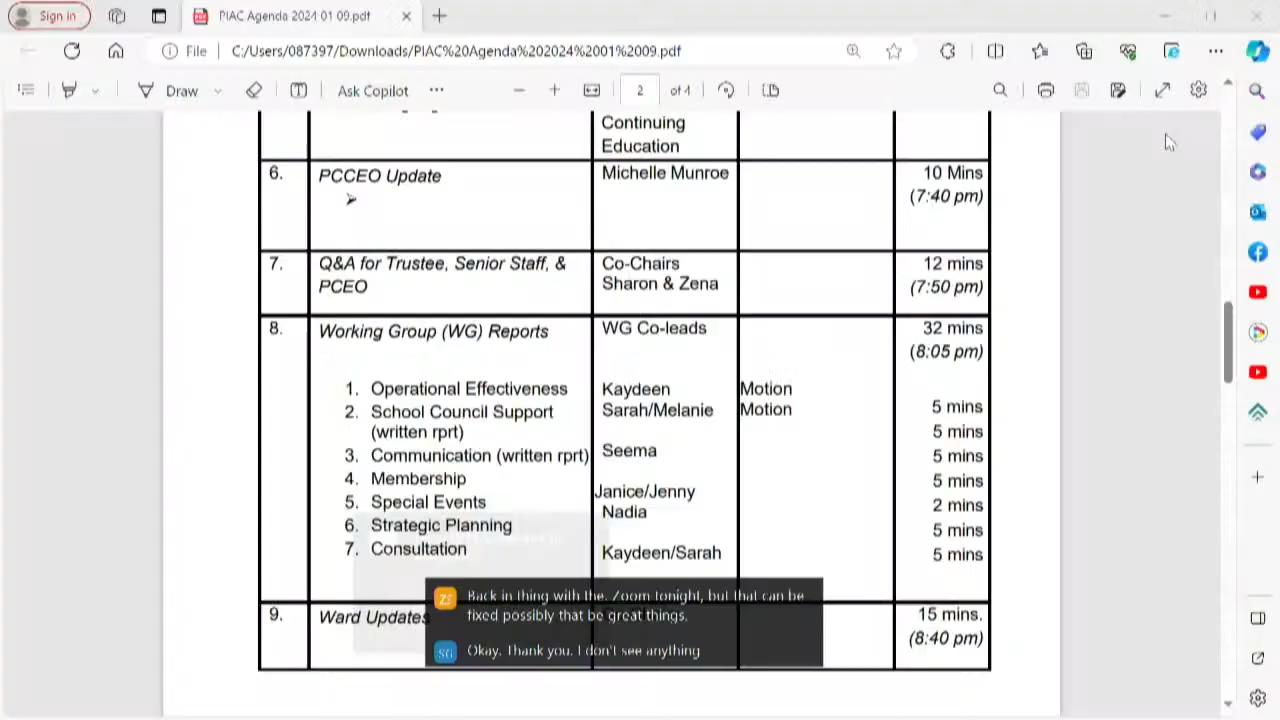 Sign in
PIAC Agenda 2024 01 09.pdf
File
C:/Users/087397/Downloads/PIAC%20Agenda%202024%2001%2009.pdf
Draw
Ask Copilot
2 of 4
Continuing
Education
6. PCCEO Update Michelle Munroe 10 Mins
➢ (7:40 pm)
7. Q&A for Trustee, Senior Staff, & Co-Chairs 12 mins
PCEO Sharon & Zena (7:50 pm)
8. Working Group (WG) Reports WG Co-leads 32 mins
(8:05 pm)
1. Operational Effectiveness Kaydeen Motion
2. School Council Support Sarah/Melanie Motion 5 mins
(written rprt) 5 mins
3. Communication (written rprt) Seema 5 mins
4. Membership 5 mins
5. Special Events Janice/Jenny 2 mins
6. Strategic Planning Nadia 5 mins
7. Consultation Kaydeen/Sarah 5 mins
9. Ward Updates 15 mins.
(8:40 pm)
ZS Back in thing with the. Zoom tonight, but that can be
fixed possibly that be great things.
SG Okay. Thank you. I don't see anything